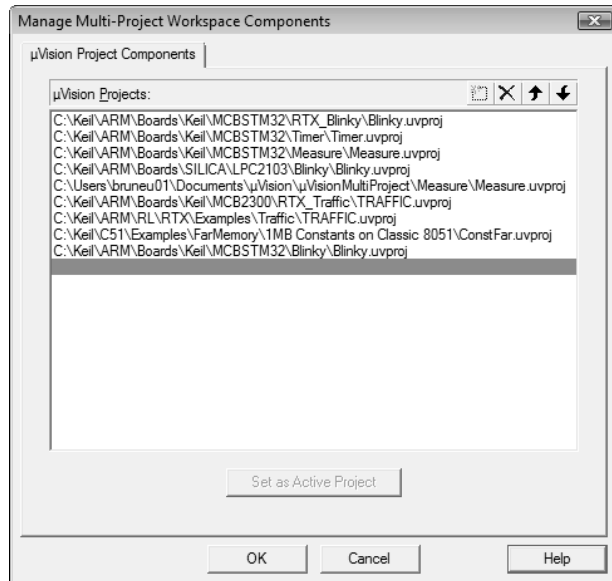 Manage Multi-Project Workspace Components
µVision Project Components
µVision Projects:
C:\Keil\ARM\Boards\Keil\MCBSTM32\RTX_Blinky\Blinky.uvproj
C:\Keil\ARM\Boards\Keil\MCBSTM32\Timer\Timer.uvproj
C:\Keil\ARM\Boards\Keil\MCBSTM32\Measure\Measure.uvproj
C:\Keil\ARM\Boards\SILICA\LPC2103\Blinky\Blinky.uvproj
C:\Users\bruneu01\Documents\µVision\µVisionMultiProject\Measure\Measure.uvproj
C:\Keil\ARM\Boards\Keil\MCB2300\RTX_Traffic\TRAFFIC.uvproj
C:\Keil\ARM\RL\RTX\Examples\Traffic\TRAFFIC.uvproj
C:\Keil\C51\Examples\FarMemory\1MB Constants on Classic 8051\ConstFar.uvproj
C:\Keil\ARM\Boards\Keil\MCBSTM32\Blinky\Blinky.uvproj
Set as Active Project
OK Cancel Help